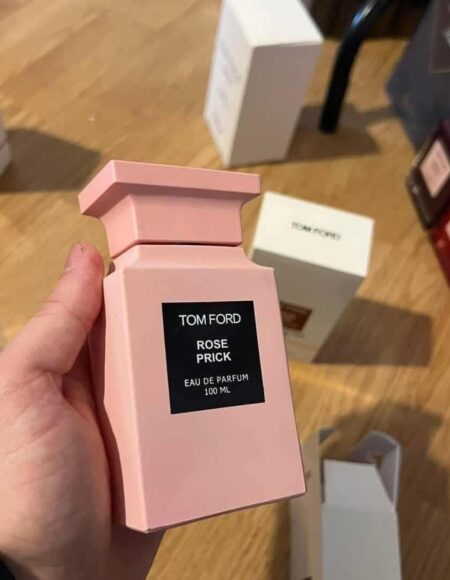 TOM FORD
TOM FORD
ROSE
PRICK
EAU DE PARFUM
100 ML